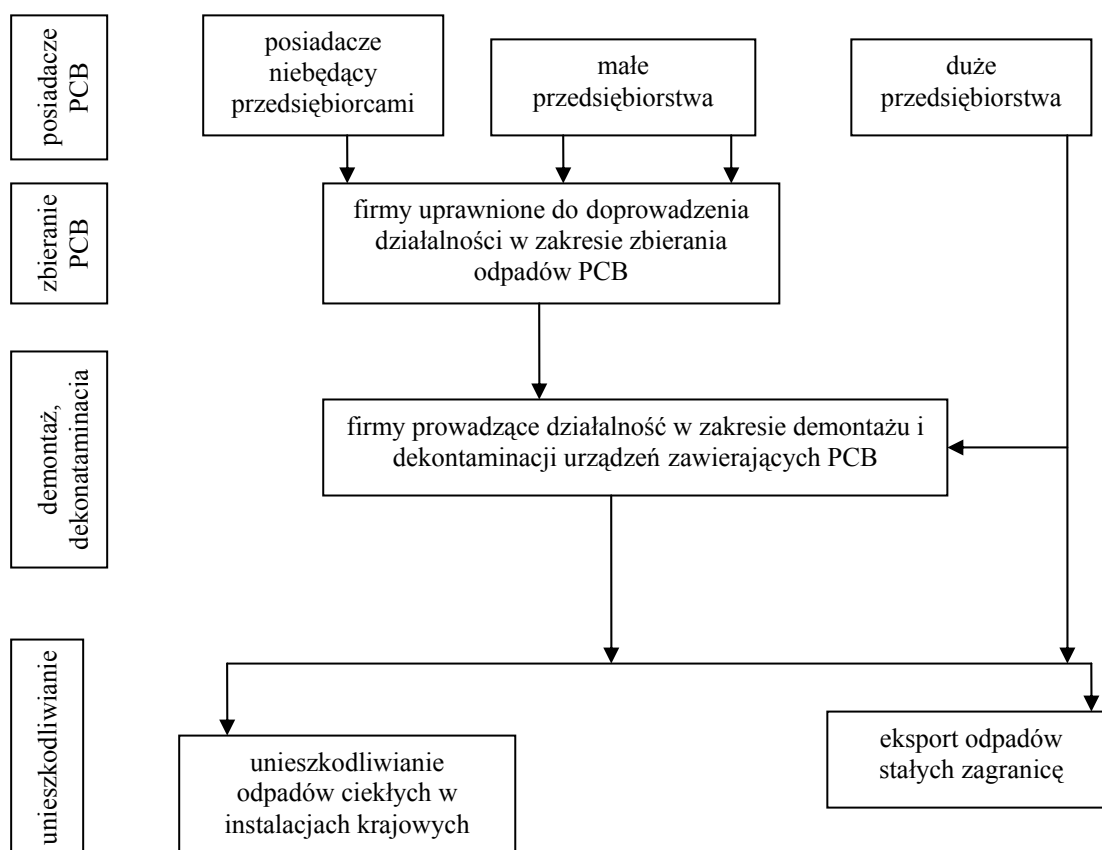 posiadacze
PCB
posiadacze
niebędący
przedsiębiorcami
małe
przedsiębiorstwa
duże
przedsiębiorstwa
zbieranie
PCB
firmy uprawnione do doprowadzenia
działalności w zakresie zbierania
odpadów PCB
demontaż,
dekonataminacia
firmy prowadzące działalność w zakresie demontażu i
dekontaminacji urządzeń zawierających PCB
unieszkodliwianie
unieszkodliwianie
odpadów ciekłych w
instalacjach krajowych
eksport odpadów
stałych zagranicę